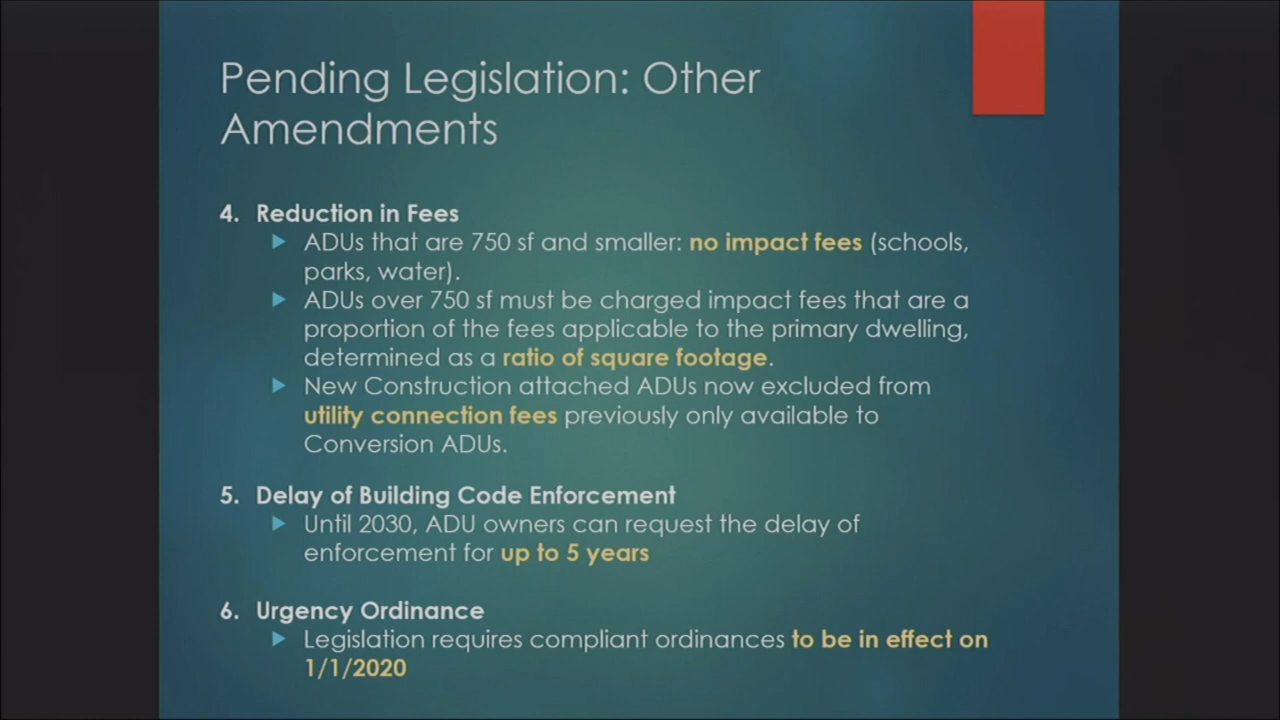 Pending Legislation: Other
Amendments
4. Reduction in Fees
ADUs that are 750 sf and smaller: no impact fees (schools,
parks, water).
ADUs over 750 sf must be charged impact fees that are a
proportion of the fees applicable to the primary dwelling,
determined as a ratio of square footage.
New Construction attached ADUs now excluded from
utility connection fees previously only available to
Conversion ADUs.
5. Delay of Building Code Enforcement
Until 2030, ADU owners can request the delay of
enforcement for up to 5 years
6. Urgency Ordinance
Legislation requires compliant ordinances to be in effect on
1/1/2020